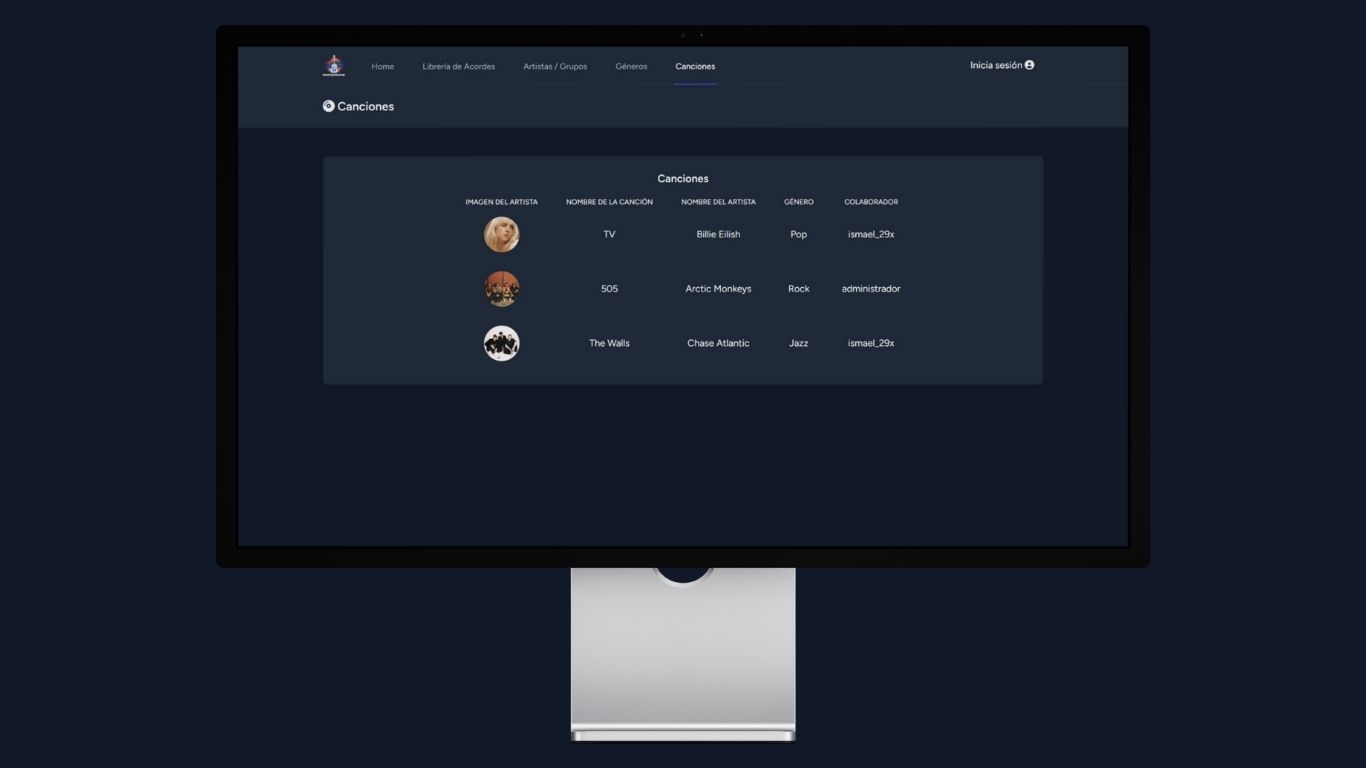 Home Librería de Acordes Artistas / Grupos Géneros Canciones Inicia sesión
Canciones
Canciones
IMAGEN DEL ARTISTA NOMBRE DE LA CANCIÓN NOMBRE DEL ARTISTA GÉNERO COLABORADOR
TV Billie Eilish Pop ismael_29x
505 Arctic Monkeys Rock administrador
The Walls Chase Atlantic Jazz ismael_29x